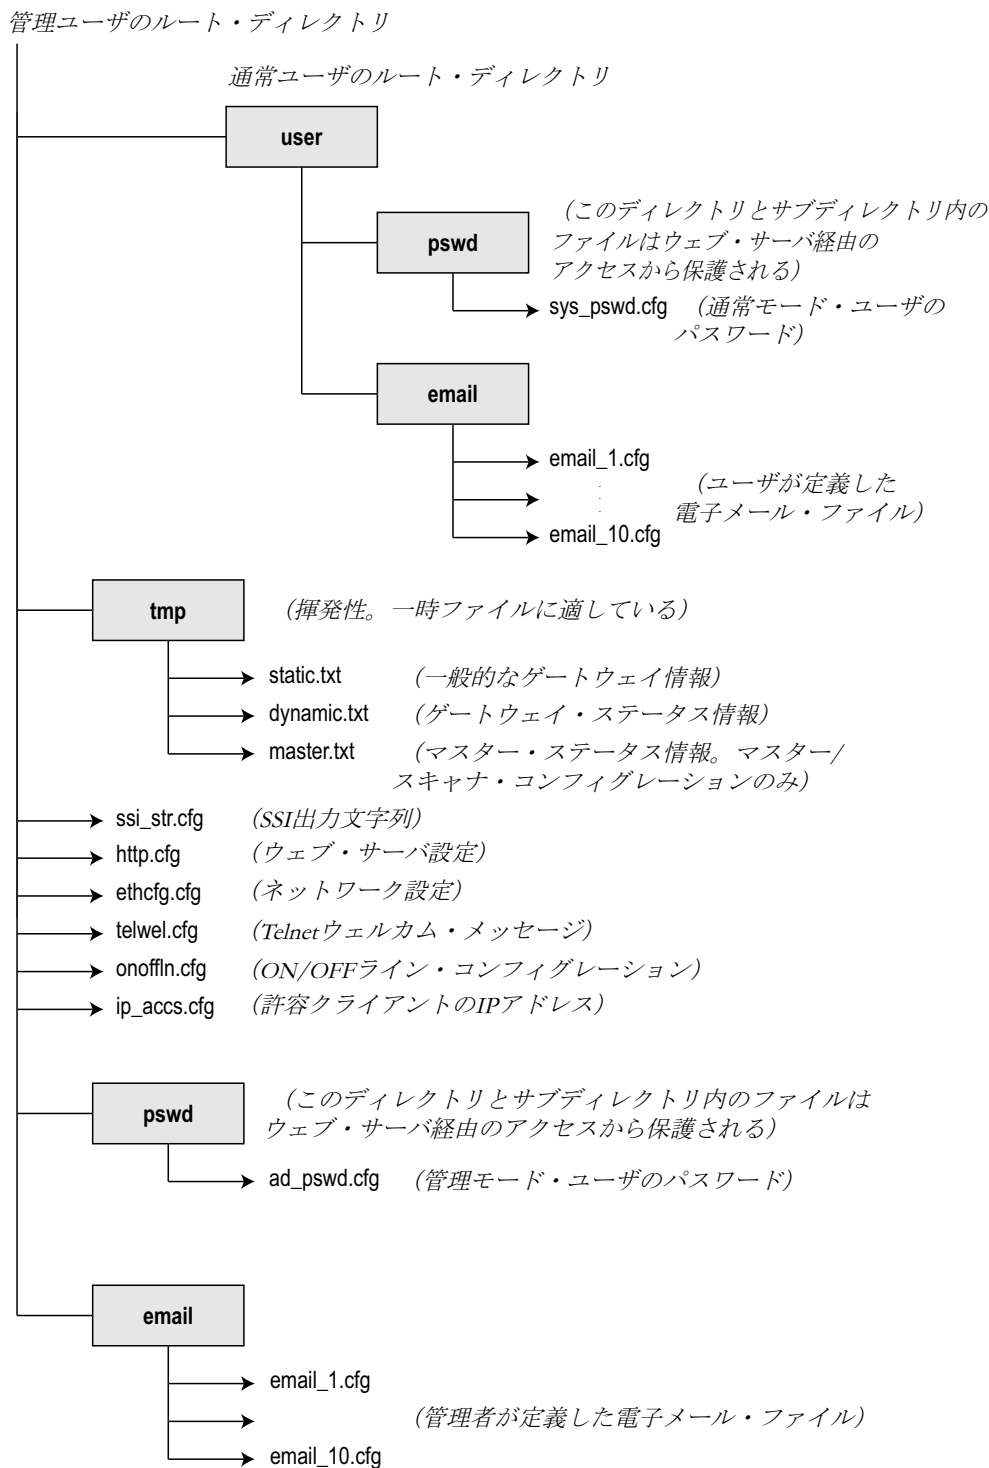 管理ユーザのルート・ディレクトリ
通常ユーザのルート・ディレクトリ
user
pswd
（このディレクトリとサブディレクトリ内の
ファイルはウェブ・サーバ経由の
アクセスから保護される）
sys_pswd.cfg （通常モード・ユーザの
パスワード）
email
email_1.cfg
（ユーザが定義した
電子メール・ファイル）
email_10.cfg
tmp （揮発性。一時ファイルに適している）
static.txt （一般的なゲートウェイ情報）
dynamic.txt （ゲートウェイ・ステータス情報）
master.txt （マスター・ステータス情報。マスター/
スキャナ・コンフィグレーションのみ）
ssi_str.cfg （SSI出力文字列）
http.cfg （ウェブ・サーバ設定）
ethcfg.cfg （ネットワーク設定）
telwel.cfg （Telnetウェルカム・メッセージ）
onoffln.cfg （ON/OFFライン・コンフィグレーション）
ip_accs.cfg （許容クライアントのIPアドレス）
pswd
（このディレクトリとサブディレクトリ内のファイルは
ウェブ・サーバ経由のアクセスから保護される）
ad_pswd.cfg （管理モード・ユーザのパスワード）
email
email_1.cfg
（管理者が定義した電子メール・ファイル）
email_10.cfg